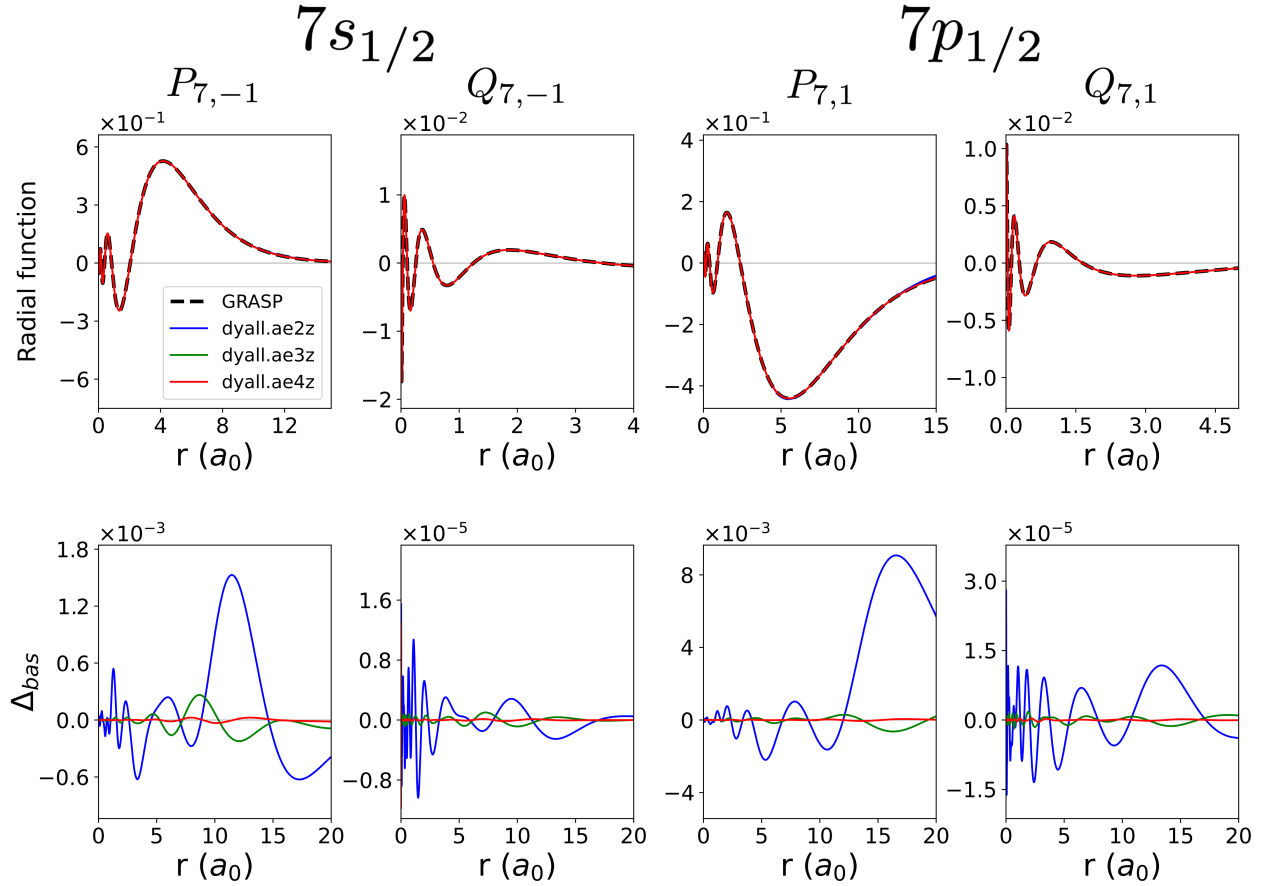 7s1/2 7p1/2
P7,−1 Q7,−1 P7,1 Q7,1
×10−1 ×10−2 ×10−1 ×10−2
Radial function
6
3
0
−3
−6
GRASP
dyall.ae2z
dyall.ae3z
dyall.ae4z
0 4 8 12
r (a0)
1
0
−1
−2
0 1 2 3 4
r (a0)
4
2
0
−2
−4
0 5 10 15
r (a0)
1.0
0.5
0.0
−0.5
−1.0
0.0 1.5 3.0 4.5
r (a0)
×10−3 ×10−5 ×10−3 ×10−5
Δbas
1.8
1.2
0.6
0.0
−0.6
0 5 10 15 20
r (a0)
1.6
0.8
0.0
−0.8
0 5 10 15 20
r (a0)
8
4
0
−4
0 5 10 15 20
r (a0)
3.0
1.5
0.0
−1.5
0 5 10 15 20
r (a0)